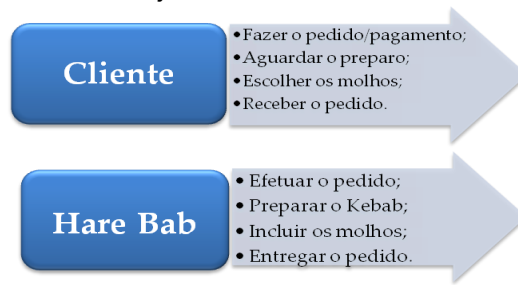 Cliente
•Fazer o pedido/pagamento;
•Aguardar o preparo;
•Escolher os molhos;
•Receber o pedido.
Hare Bab
• Efetuar o pedido;
• Preparar o Kebab;
• Incluir os molhos;
• Entregar o pedido.